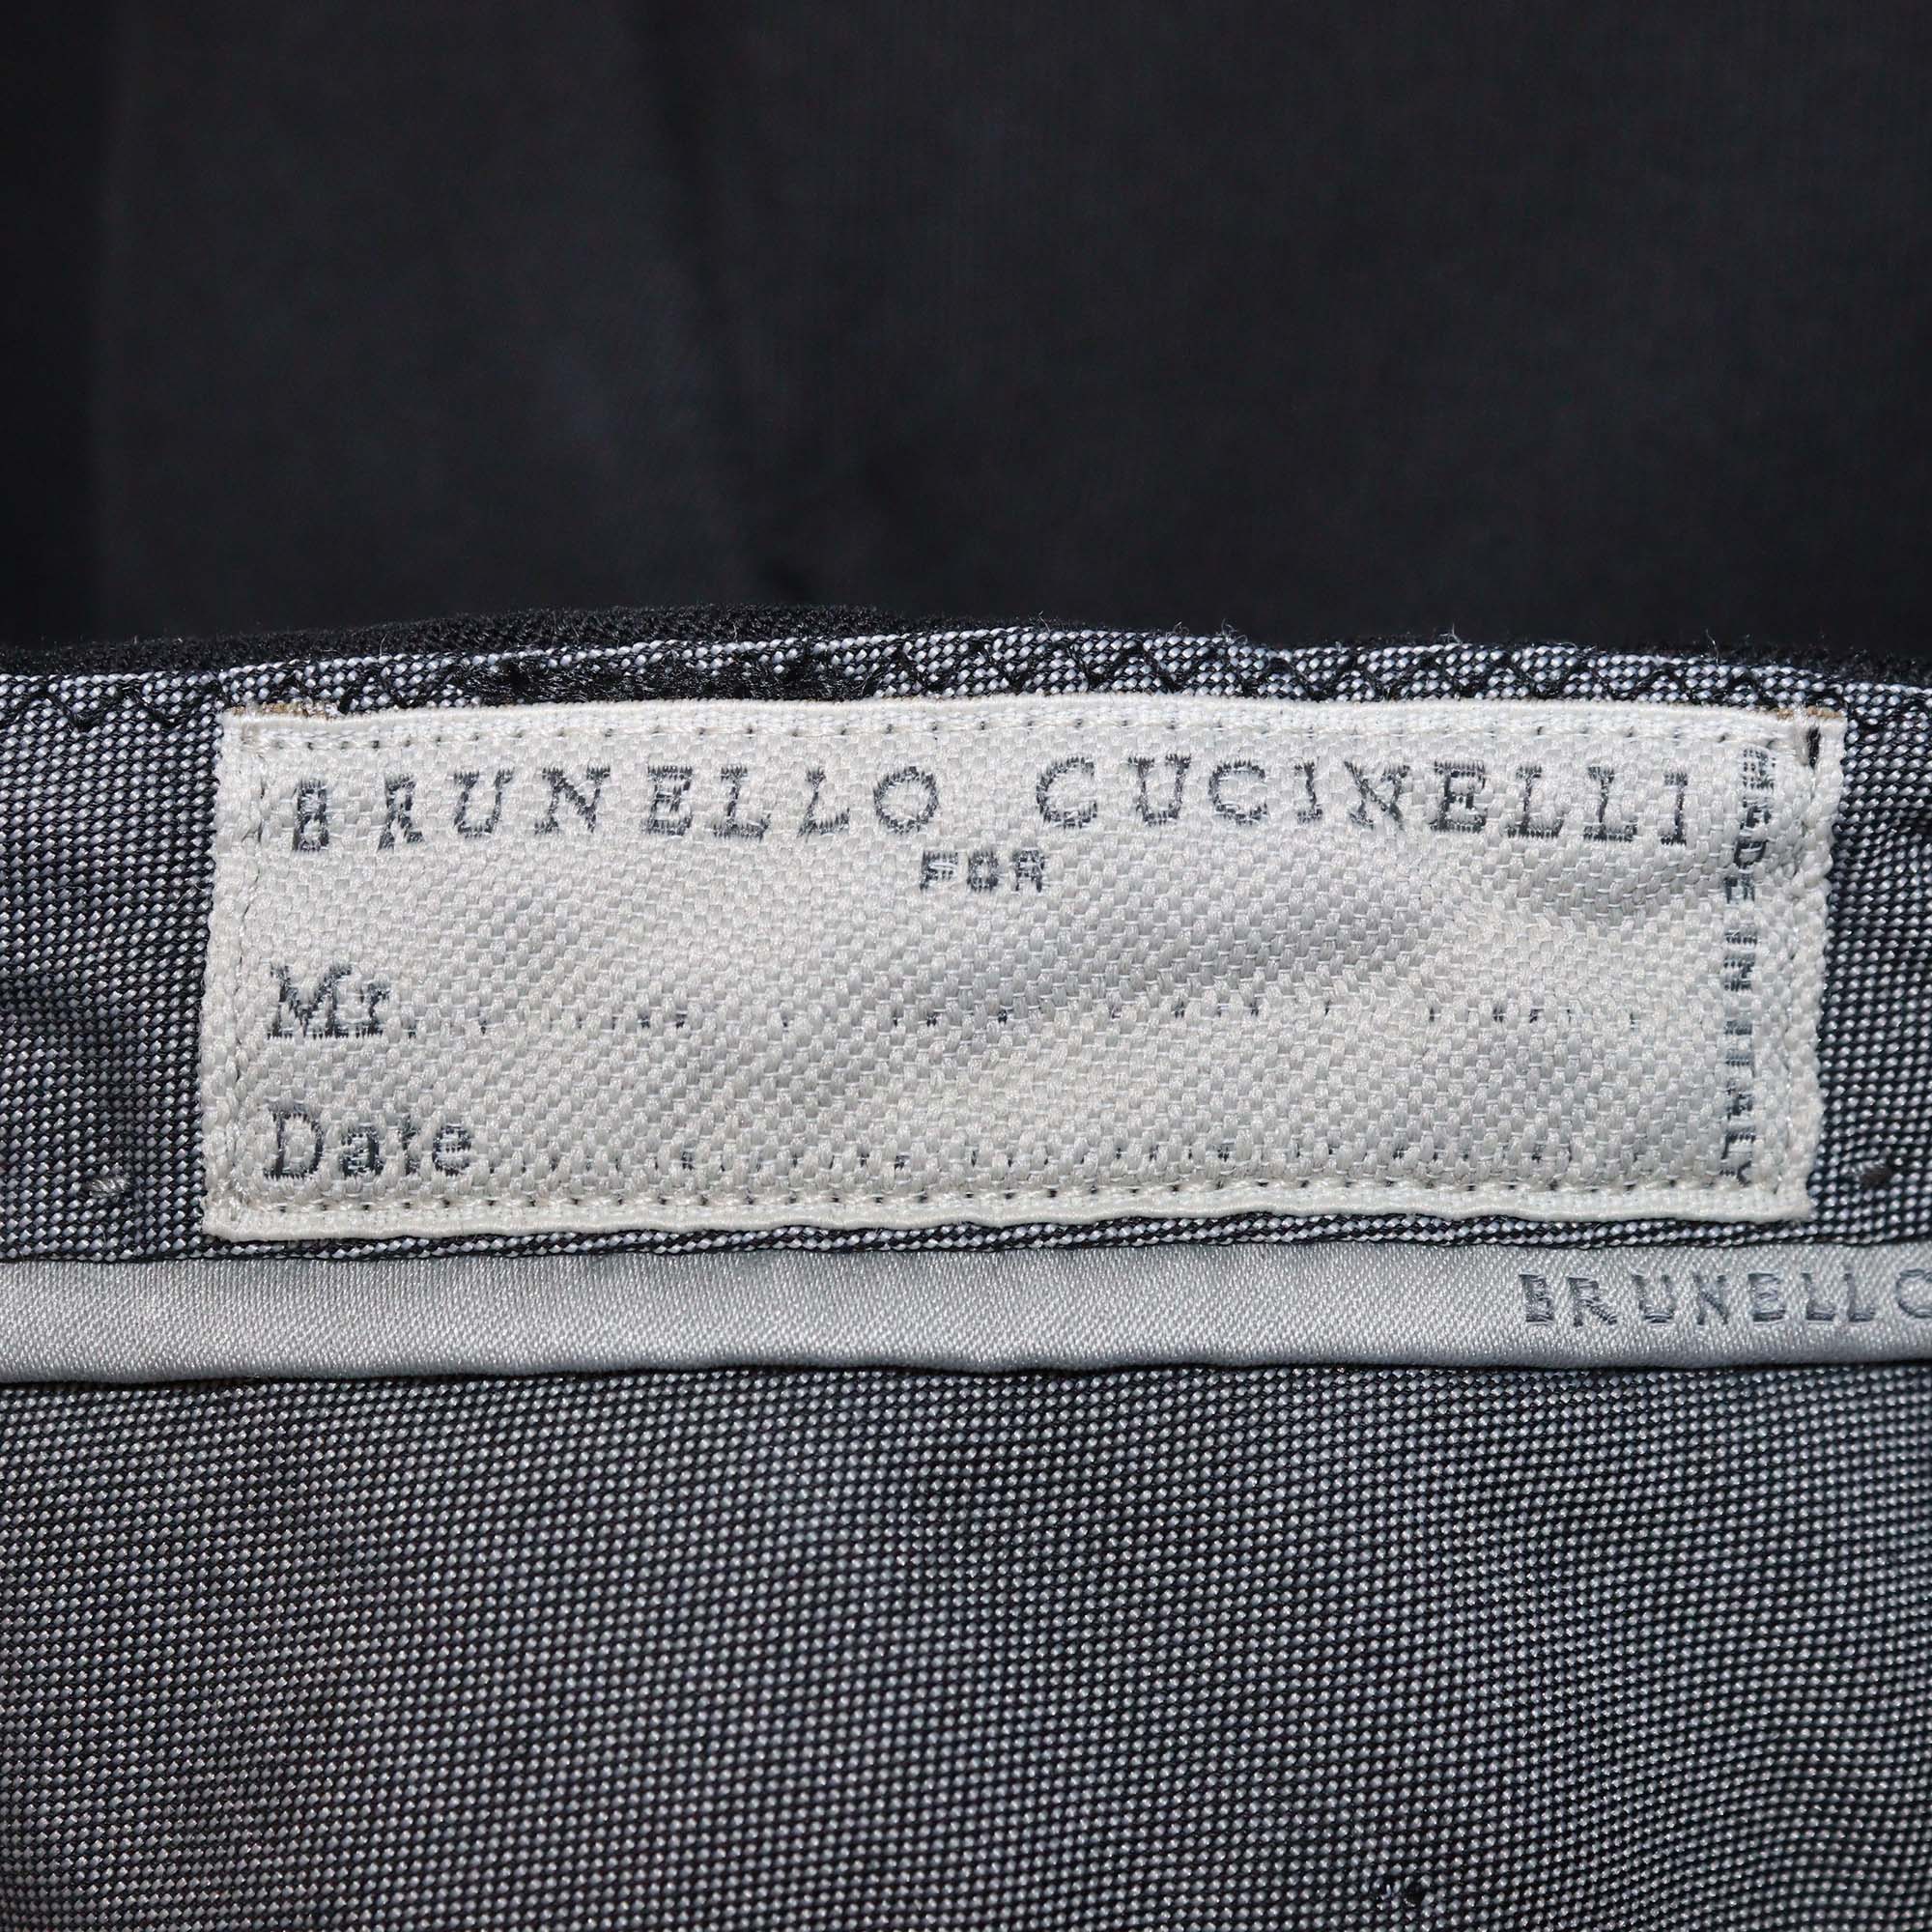 BRUNELLO CUCINELLI
FOR
Mr.
Date
MADE IN ITALY
BRUNELLO